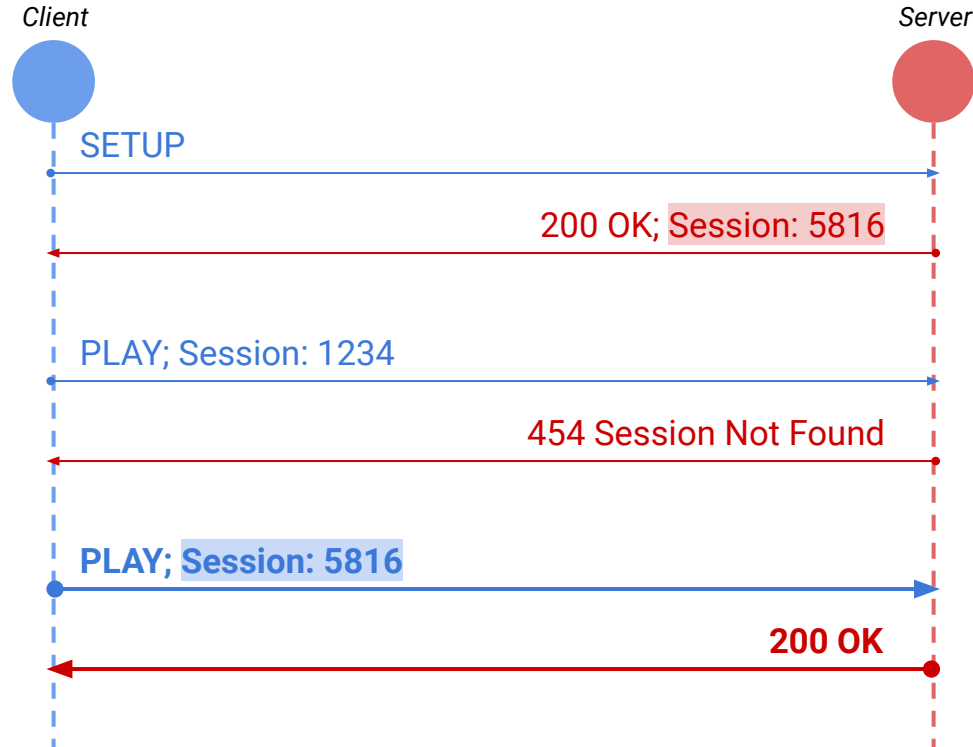 Client
Server
SETUP
200 OK; Session: 5816
PLAY; Session: 1234
454 Session Not Found
PLAY; Session: 5816
200 OK